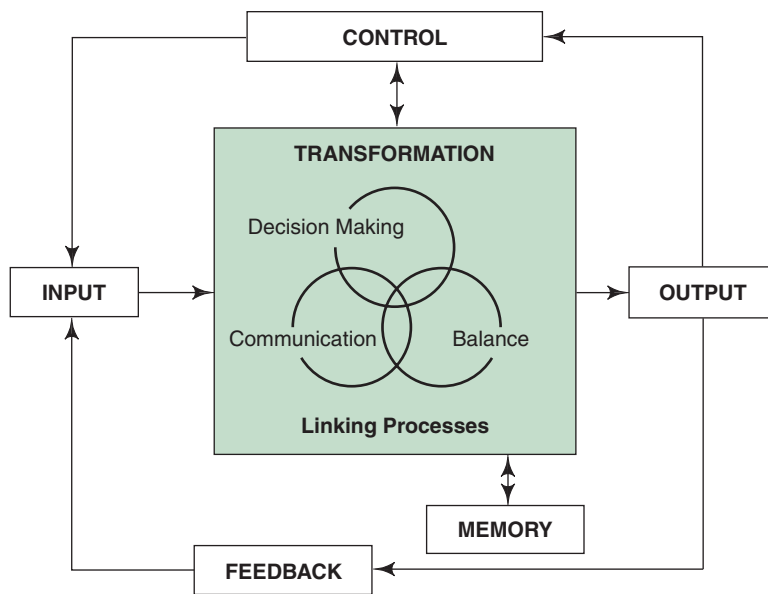 CONTROL
TRANSFORMATION
Decision Making
INPUT
OUTPUT
Communication
Balance
Linking Processes
MEMORY
FEEDBACK